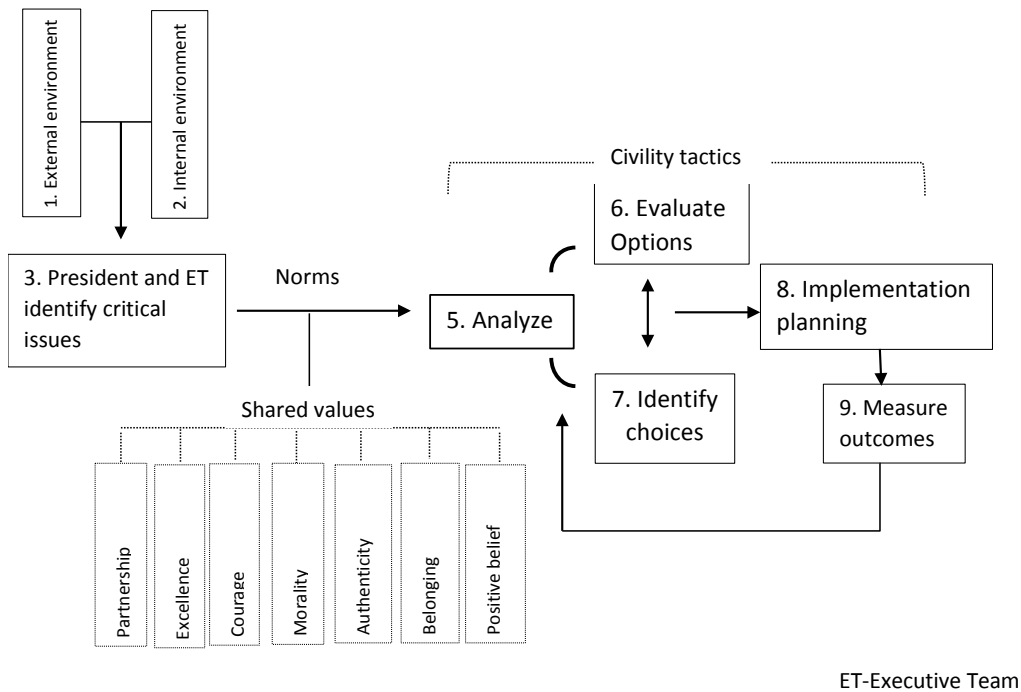 1. External environment
2. Internal environment
Civility tactics
6. Evaluate
Options
3. President and ET
identify critical
issues
Norms
5. Analyze
8. Implementation
planning
7. Identify
choices
9. Measure
outcomes
Shared values
Partnership
Excellence
Courage
Morality
Authenticity
Belonging
Positive belief
ET-Executive Team